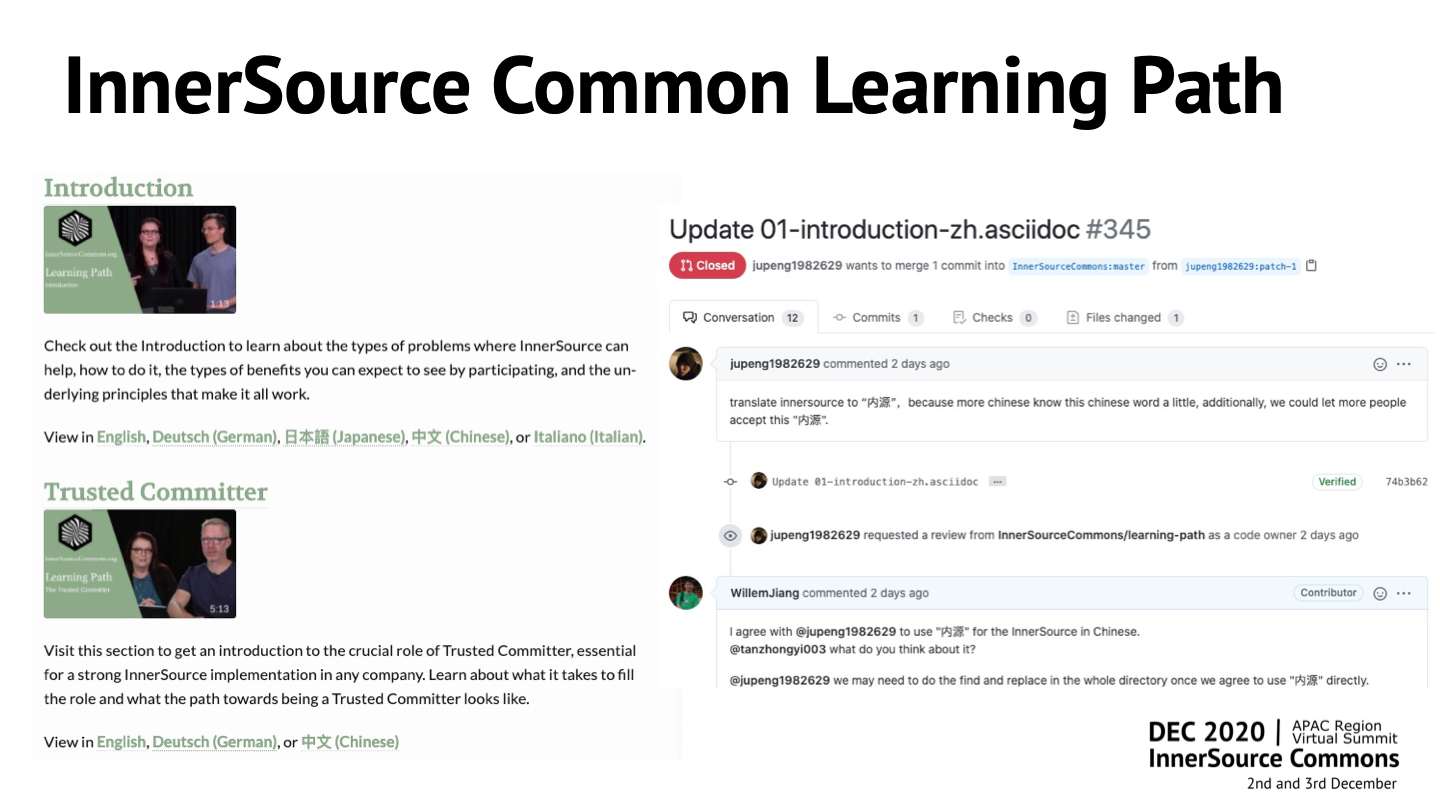 InnerSource Common Learning Path
Introduction
InnerSourceCommons.org
Learning Path
Introduction
1:13
Check out the Introduction to learn about the types of problems where InnerSource can
help, how to do it, the types of benefits you can expect to see by participating, and the un-
derlying principles that make it all work.
View in English, Deutsch (German), 日本語 (Japanese), 中文 (Chinese), or Italiano (Italian).
Trusted Committer
InnerSourceCommons.org
Learning Path
The Trusted Committer
5:13
Visit this section to get an introduction to the crucial role of Trusted Committer, essential
for a strong InnerSource implementation in any company. Learn about what it takes to fill
the role and what the path towards being a Trusted Committer looks like.
View in English, Deutsch (German), or 中文 (Chinese)
Update 01-introduction-zh.asciidoc #345
Closed jupeng1982629 wants to merge 1 commit into InnerSourceCommons:master from jupeng1982629:patch-1
Conversation 12 Commits 1 Checks 0 Files changed 1
jupeng1982629 commented 2 days ago
translate innersource to “内源”，because more chinese know this chinese word a little, additionally, we could let more people
accept this "内源".
Update 01-introduction-zh.asciidoc ... Verified 74b3b62
jupeng1982629 requested a review from InnerSourceCommons/learning-path as a code owner 2 days ago
WillemJiang commented 2 days ago Contributor
I agree with @jupeng1982629 to use "内源" for the InnerSource in Chinese.
@tanzhongyi003 what do you think about it?
@jupeng1982629 we may need to do the find and replace in the whole directory once we agree to use "内源" directly.
DEC 2020 | APAC Region
Virtual Summit
InnerSource Commons
2nd and 3rd December